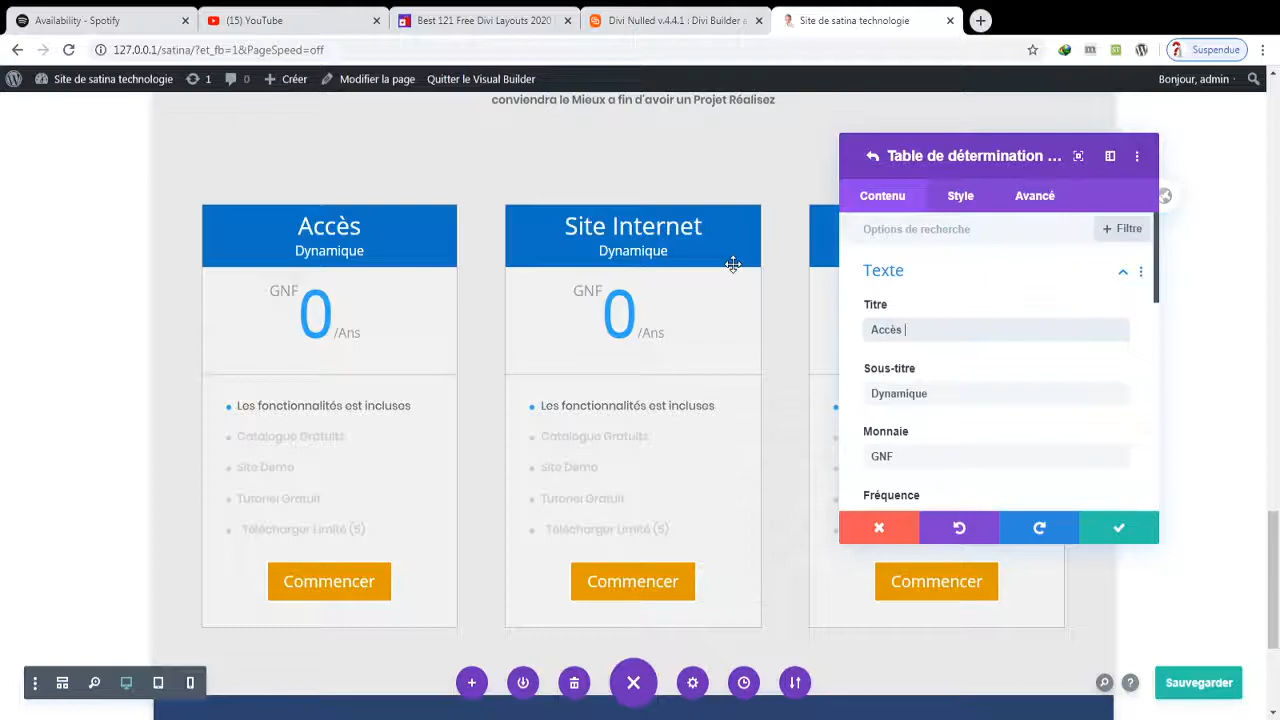 Availability - Spotify
(15) YouTube
Best 121 Free Divi Layouts 2020
Divi Nulled v.4.4.1 : Divi Builder
Site de satina technologie
127.0.0.1/satina/?et_fb=1&PageSpeed=off
Suspendue
Site de satina technologie
1
0
Créer
Modifier la page
Quitter le Visual Builder
Bonjour, admin
conviendra le Mieux a fin d'avoir un Projet Réalisez
Table de détermination ...
Contenu
Style
Avancé
Options de recherche
+ Filtre
Texte
Titre
Accès
Sous-titre
Dynamique
Monnaie
GNF
Fréquence
Accès
Dynamique
GNF 0 /Ans
Les fonctionnalités est incluses
Catalogue Gratuits
Site Demo
Tutoriel Gratuit
Télécharger Limité (5)
Commencer
Site Internet
Dynamique
GNF 0 /Ans
Les fonctionnalités est incluses
Catalogue Gratuits
Site Demo
Tutoriel Gratuit
Télécharger Limité (5)
Commencer
Commencer
Sauvegarder